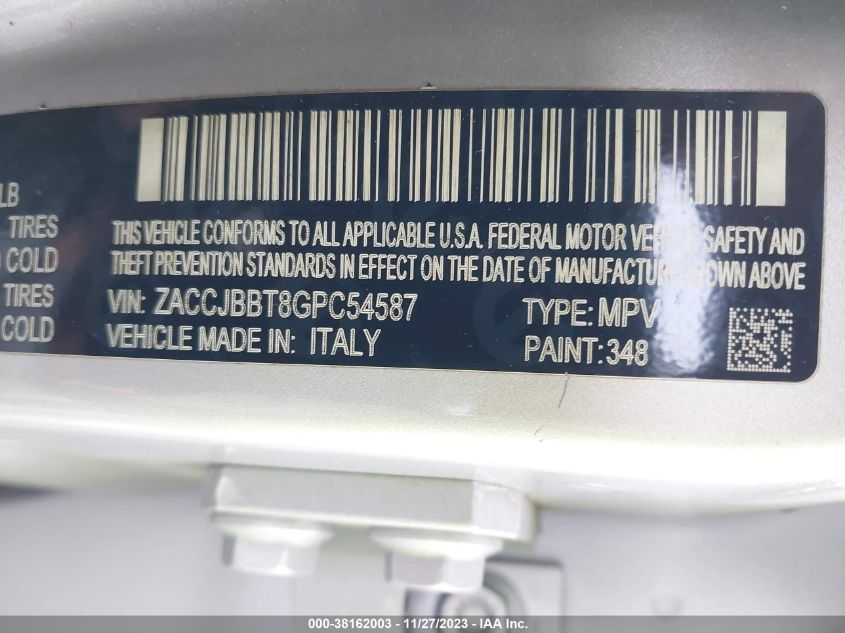 LB
TIRES
COLD
TIRES
COLD
THIS VEHICLE CONFORMS TO ALL APPLICABLE U.S.A. FEDERAL MOTOR VEHICLE SAFETY AND
THEFT PREVENTION STANDARDS IN EFFECT ON THE DATE OF MANUFACTURE SHOWN ABOVE
VIN: ZACCJBBT8GPC54587 TYPE: MPV
VEHICLE MADE IN: ITALY PAINT: 348
000-38162003 — 11/27/2023 — IAA Inc.